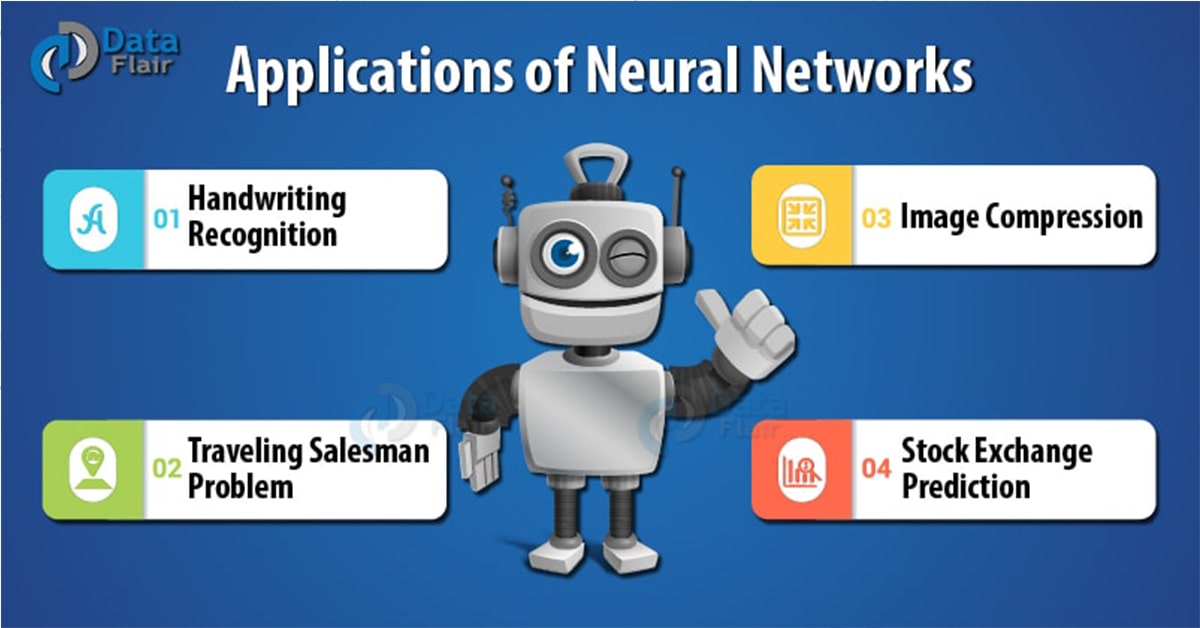 Data
Flair
Applications of Neural Networks
01
Handwriting
Recognition
02
Traveling Salesman
Problem
03
Image Compression
04
Stock Exchange
Prediction
Data
Flair
Data
Flair